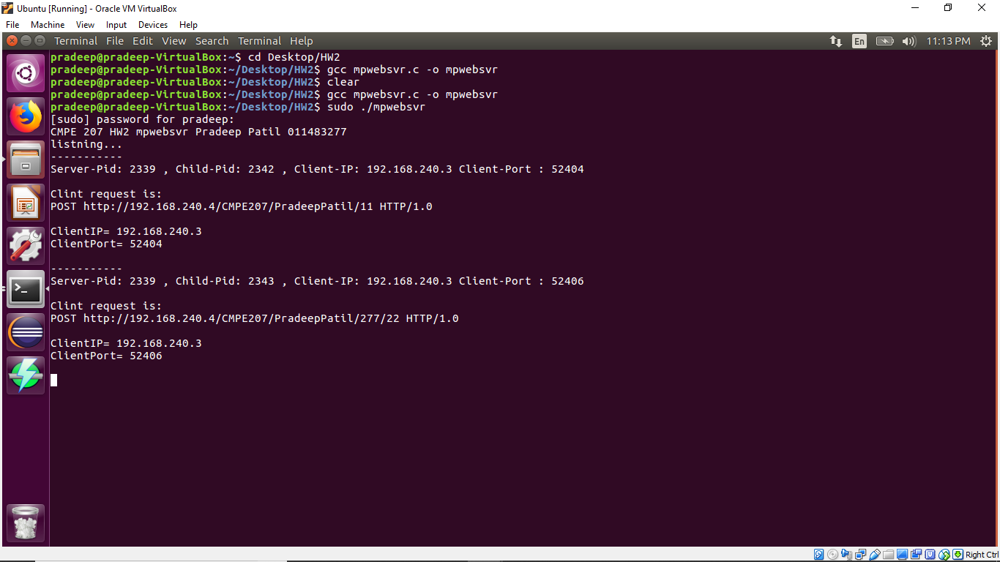 Ubuntu [Running] - Oracle VM VirtualBox
File Machine View Input Devices Help
Terminal File Edit View Search Terminal Help En 11:13 PM
pradeep@pradeep-VirtualBox:~$ cd Desktop/HW2
pradeep@pradeep-VirtualBox:~/Desktop/HW2$ gcc mpwebsvr.c -o mpwebsvr
pradeep@pradeep-VirtualBox:~/Desktop/HW2$ clear
pradeep@pradeep-VirtualBox:~/Desktop/HW2$ gcc mpwebsvr.c -o mpwebsvr
pradeep@pradeep-VirtualBox:~/Desktop/HW2$ sudo ./mpwebsvr
[sudo] password for pradeep:
CMPE 207 HW2 mpwebsvr Pradeep Patil 011483277
listning...
-----------
Server-Pid: 2339 , Child-Pid: 2342 , Client-IP: 192.168.240.3 Client-Port : 52404
Clint request is:
POST http://192.168.240.4/CMPE207/PradeepPatil/11 HTTP/1.0
ClientIP= 192.168.240.3
ClientPort= 52404
-----------
Server-Pid: 2339 , Child-Pid: 2343 , Client-IP: 192.168.240.3 Client-Port : 52406
Clint request is:
POST http://192.168.240.4/CMPE207/PradeepPatil/277/22 HTTP/1.0
ClientIP= 192.168.240.3
ClientPort= 52406
Right Ctrl